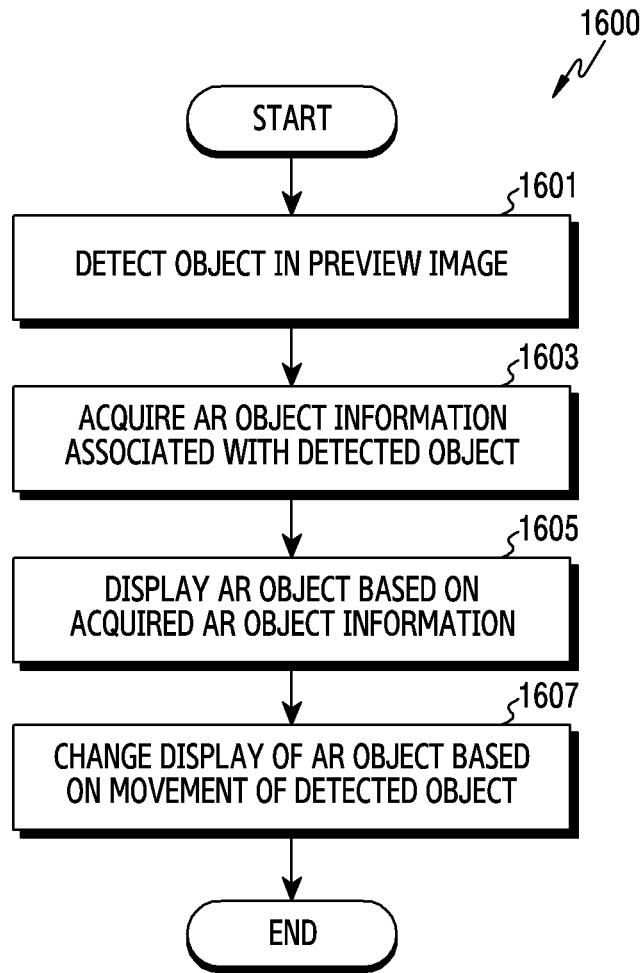 1600
START
1601
DETECT OBJECT IN PREVIEW IMAGE
1603
ACQUIRE AR OBJECT INFORMATION
ASSOCIATED WITH DETECTED OBJECT
1605
DISPLAY AR OBJECT BASED ON
ACQUIRED AR OBJECT INFORMATION
1607
CHANGE DISPLAY OF AR OBJECT BASED
ON MOVEMENT OF DETECTED OBJECT
END